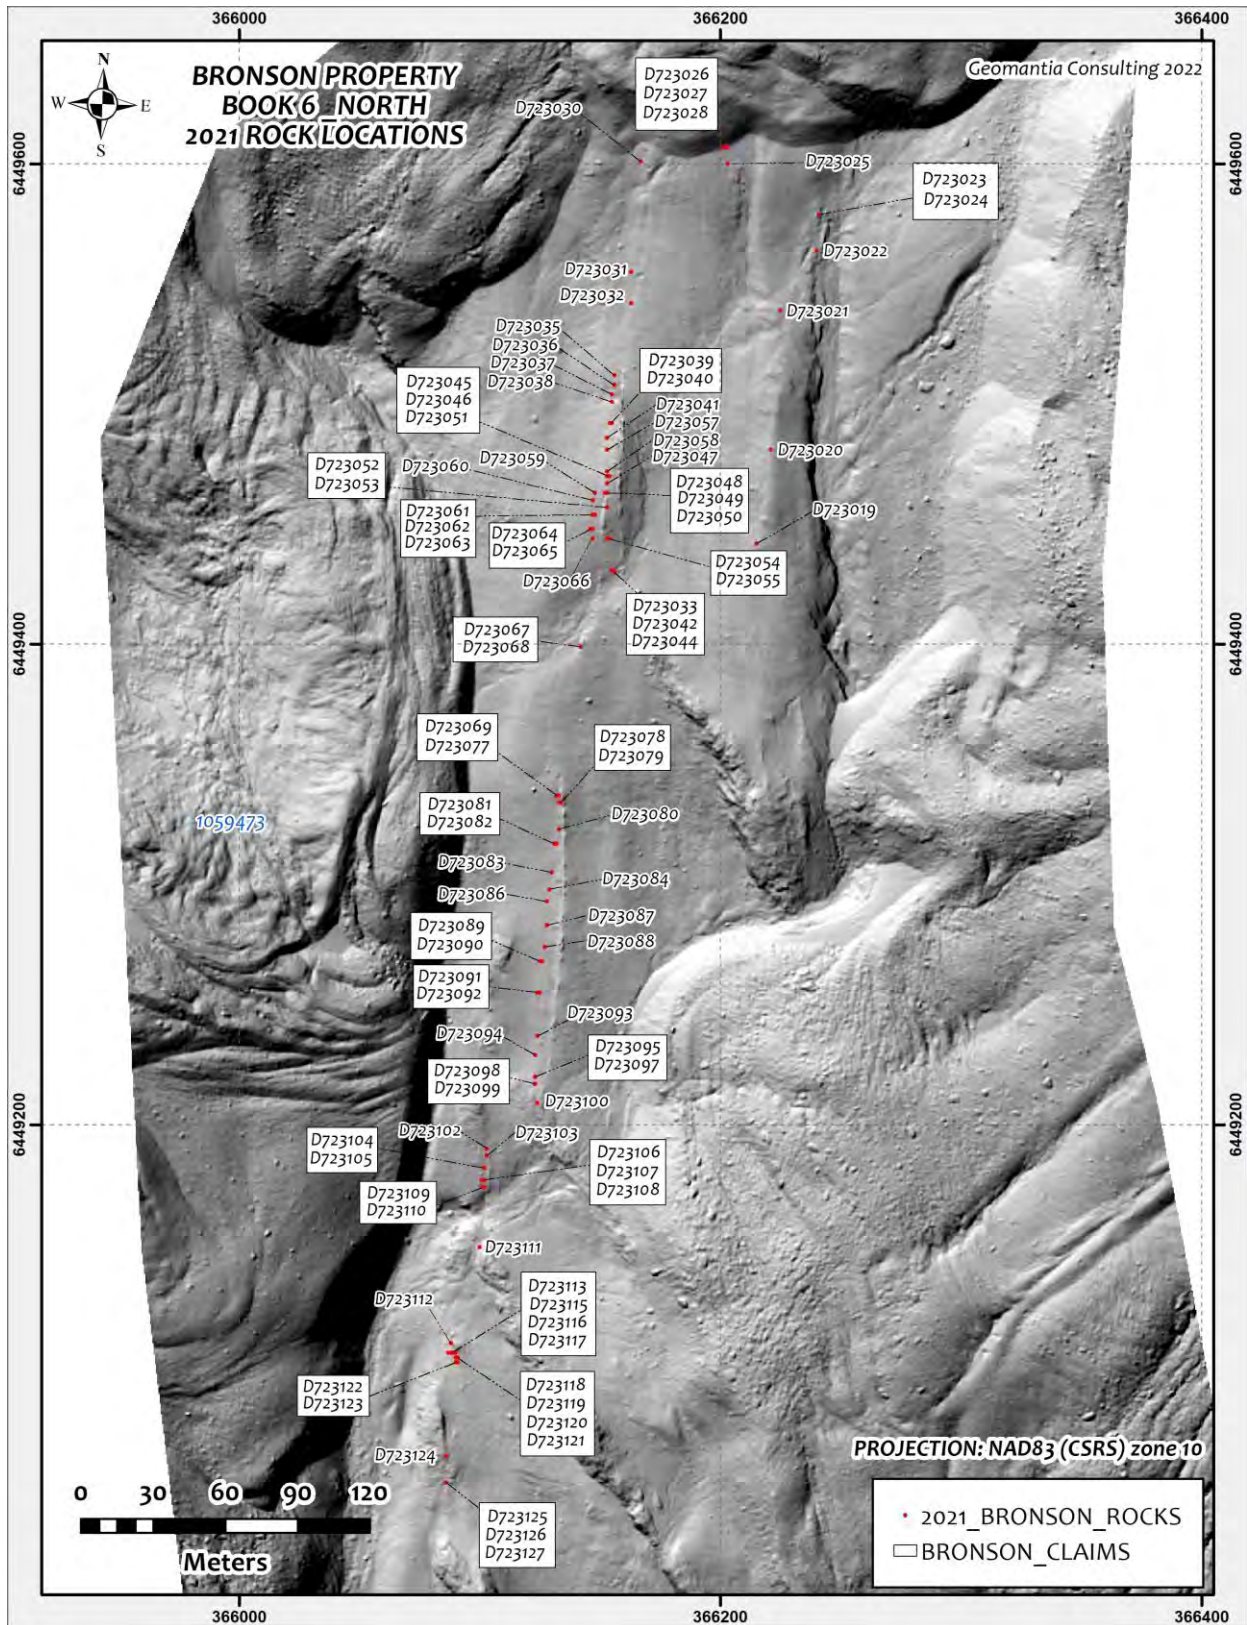 366000
366200
366400
N
W
E
S
BRONSON PROPERTY
BOOK 6_NORTH
2021 ROCK LOCATIONS
Geomantia Consulting 2022
D723026
D723027
D723028
D723030
6449600
6449600
D723025
D723023
D723024
D723022
D723031
D723032
D723021
D723035
D723036
D723037
D723038
D723039
D723040
D723045
D723046
D723051
D723041
D723057
D723058
D723047
D723059
D723020
D723052
D723053
D723060
D723048
D723049
D723050
D723061
D723062
D723063
D723064
D723065
D723019
D723054
D723055
D723066
D723033
D723042
D723044
D723067
D723068
6449400
6449400
D723069
D723077
D723078
D723079
D723081
D723082
D723080
1059473
D723083
D723084
D723086
D723087
D723089
D723090
D723088
D723091
D723092
D723093
D723094
D723095
D723097
D723098
D723099
D723100
6449200
6449200
D723102
D723103
D723104
D723105
D723106
D723107
D723108
D723109
D723110
D723111
D723112
D723113
D723115
D723116
D723117
D723122
D723123
D723118
D723119
D723120
D723121
D723124
PROJECTION: NAD83 (CSRS) zone 10
0 30 60 90 120
Meters
D723125
D723126
D723127
2021_BRONSON_ROCKS
BRONSON_CLAIMS
366000
366200
366400